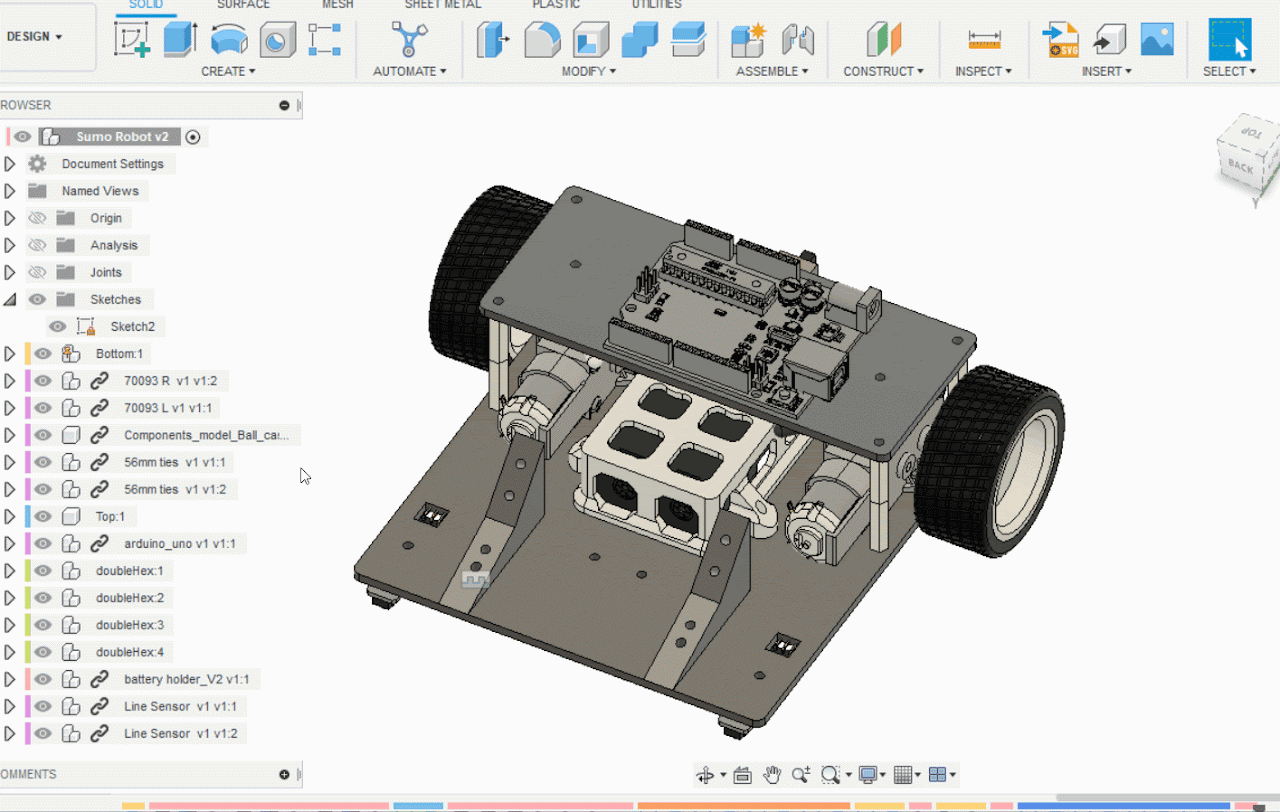 SOLID SURFACE MESH SHEET METAL PLASTIC UTILITIES
DESIGN
CREATE AUTOMATE MODIFY ASSEMBLE CONSTRUCT INSPECT INSERT SELECT
SVG
ROWSER
Sumo Robot v2
Document Settings
Named Views
Origin
Analysis
Joints
Sketches
Sketch2
Bottom:1
70093 R v1 v1:2
70093 L v1 v1:1
Components_model_Ball_ca...
56mm ties v1 v1:1
56mm ties v1 v1:2
Top:1
arduino_uno v1 v1:1
doubleHex:1
doubleHex:2
doubleHex:3
doubleHex:4
battery holder_V2 v1:1
Line Sensor v1 v1:1
Line Sensor v1 v1:2
OMMENTS
TOP
BACK
Y